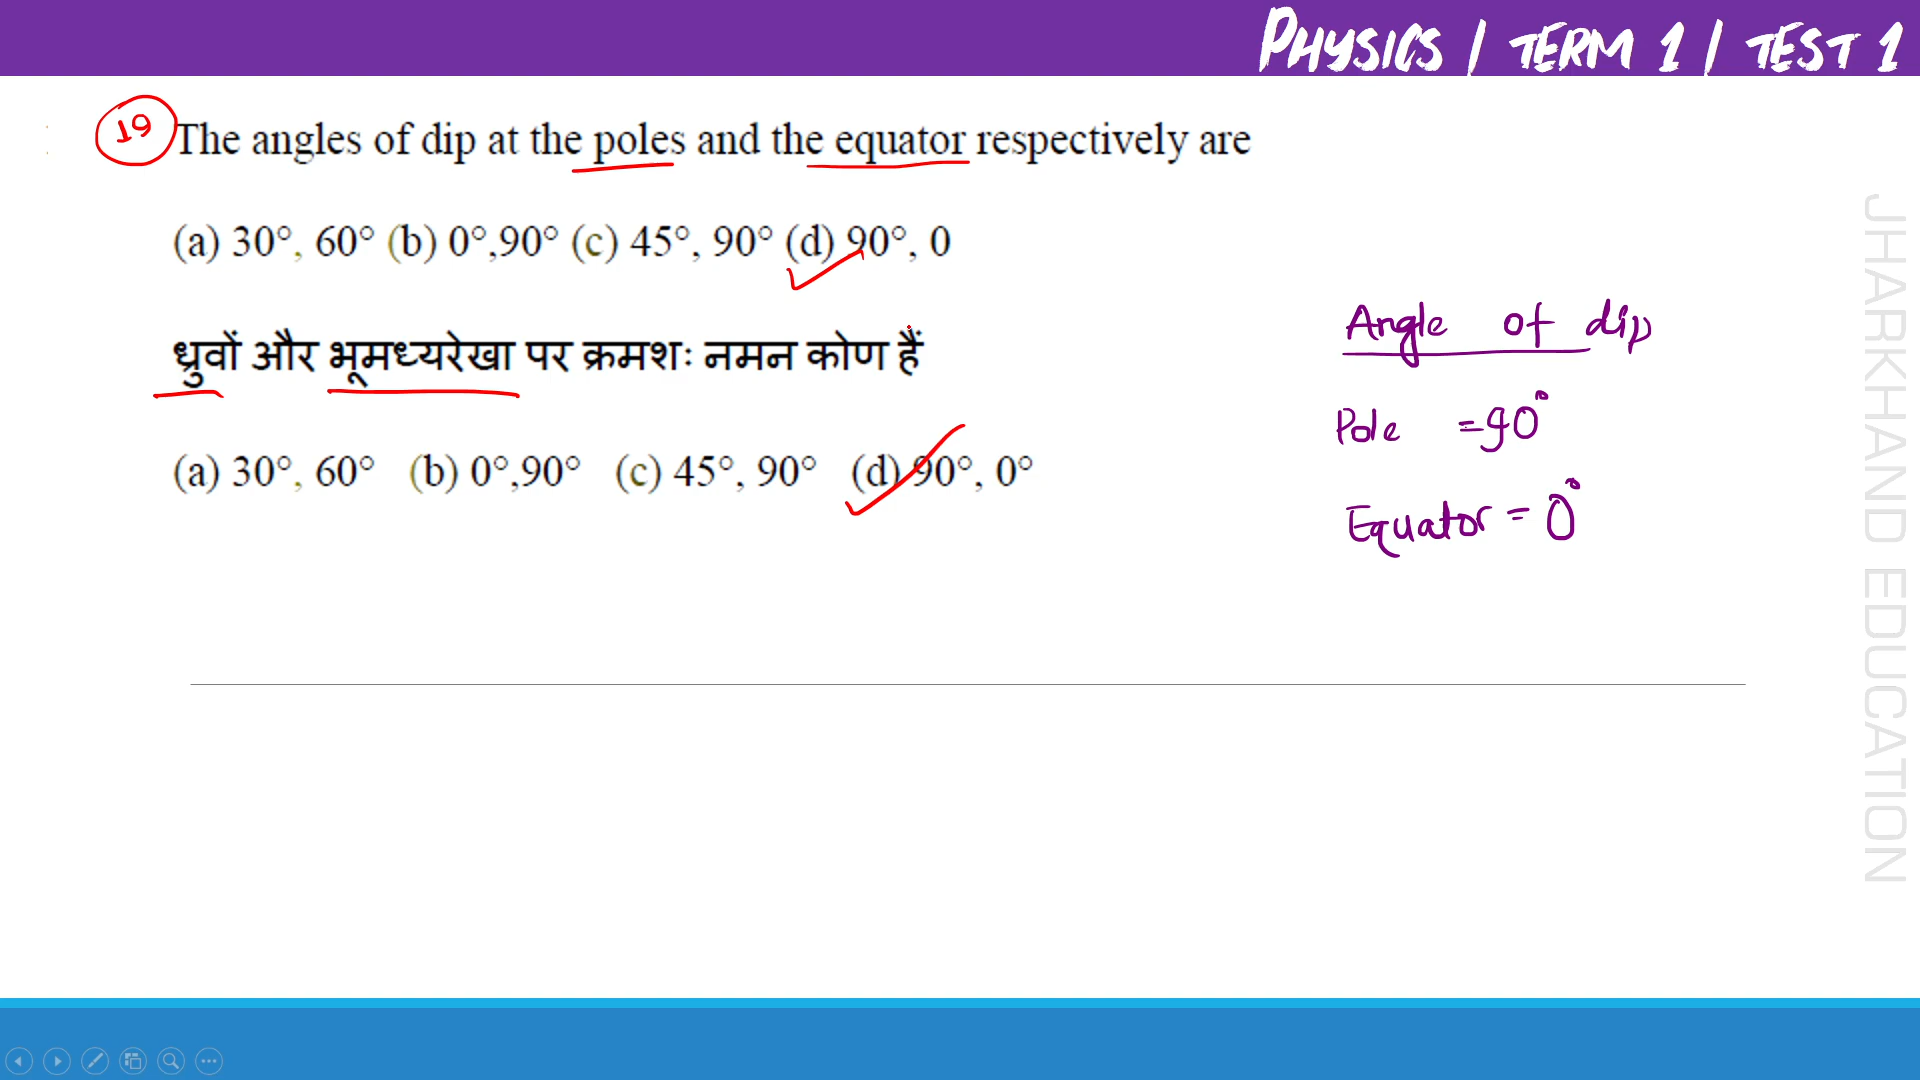 PHYSICS | TERM 1 | TEST 1
19 The angles of dip at the poles and the equator respectively are
(a) 30°, 60° (b) 0°,90° (c) 45°, 90° (d) 90°, 0
ध्रुवों और भूमध्यरेखा पर क्रमशः नमन कोण हैं
(a) 30°, 60° (b) 0°,90° (c) 45°, 90° (d) 90°, 0°
Angle of dip
Pole = 90°
Equator = 0°
JHARKHAND EDUCATION